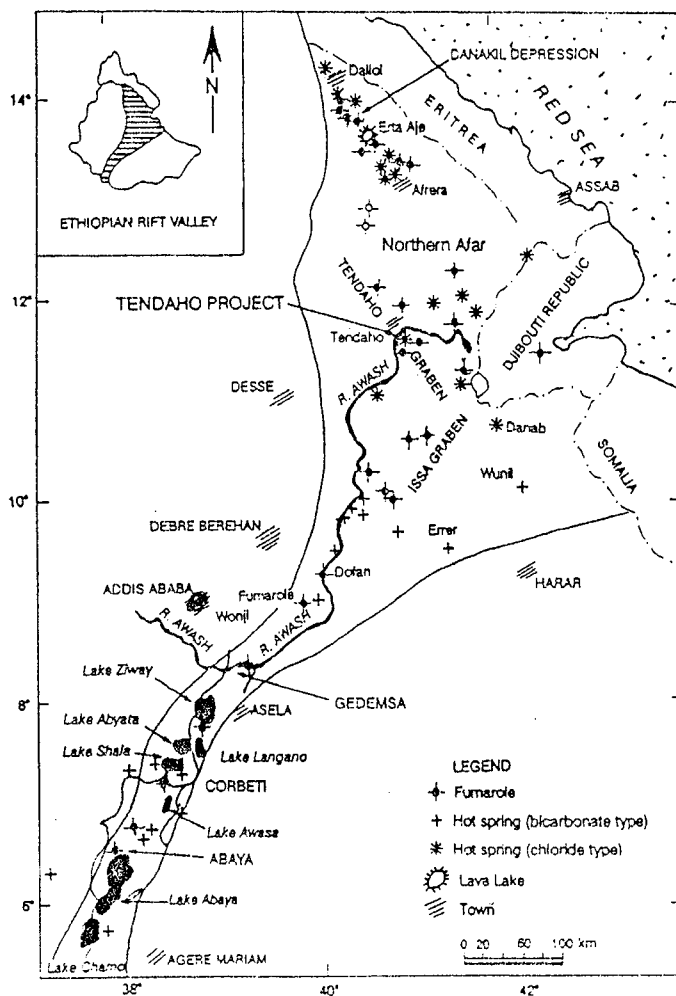 N
ETHIOPIAN RIFT VALLEY
14°
12°
10°
8°
6°
38°
40°
42°
Dallol
DANAKIL DEPRESSION
Erta Ale
ERITREA
RED SEA
Afrera
ASSAB
Northern Afar
TENDAHO
TENDAHO PROJECT
Tendaho
GRABEN
DJIBOUTI REPUBLIC
DESSE
R. AWASH
ISSA GRABEN
Danab
Wunil
SOMALIA
DEBRE BEREHAN
Errer
Dofan
HARAR
ADDIS ABABA
Wonji
Fumarole
R. AWASH
R. AWASH
Lake Ziway
GEDEMSA
ASELA
Lake Abyata
Lake Shala
Lake Langano
CORBETI
Lake Awasa
ABAYA
Lake Abaya
AGERE MARIAM
Lake Chamo
LEGEND
Fumarole
Hot spring (bicarbonate type)
Hot spring (chloride type)
Lava Lake
Town
0 20 60 100 km